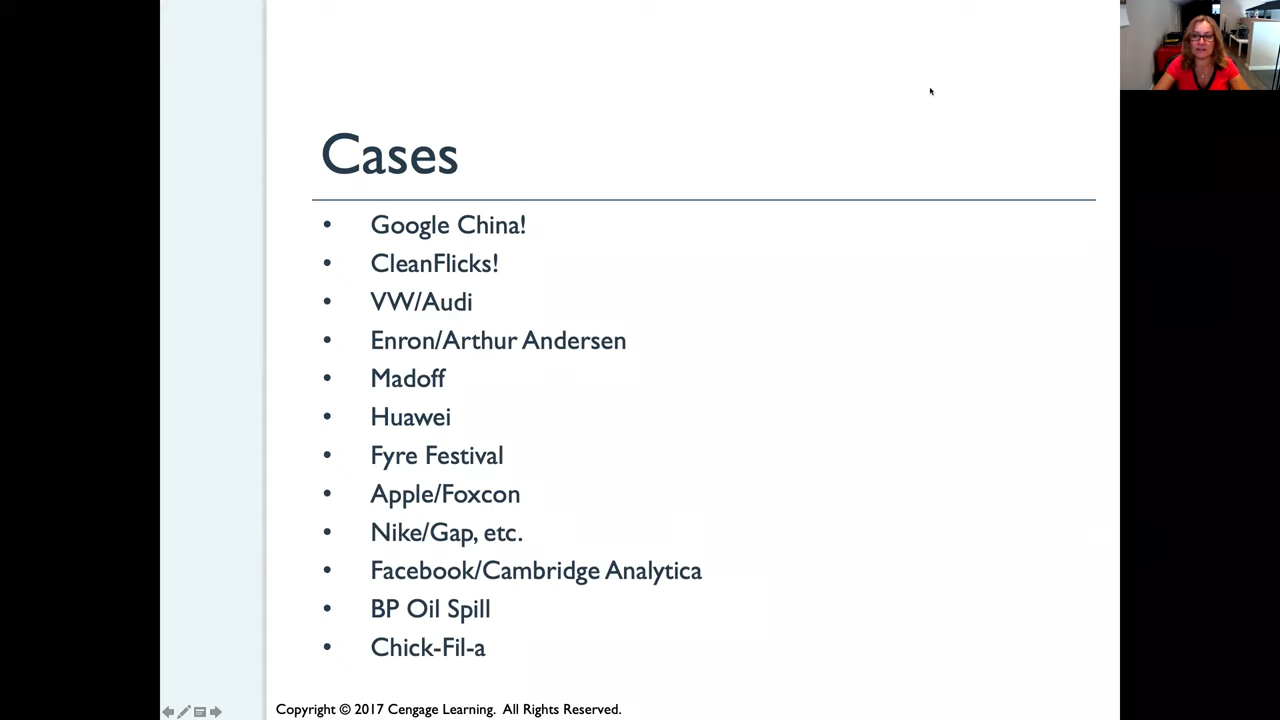 Cases
• Google China!
• CleanFlicks!
• VW/Audi
• Enron/Arthur Andersen
• Madoff
• Huawei
• Fyre Festival
• Apple/Foxcon
• Nike/Gap, etc.
• Facebook/Cambridge Analytica
• BP Oil Spill
• Chick-Fil-a
Copyright © 2017 Cengage Learning. All Rights Reserved.